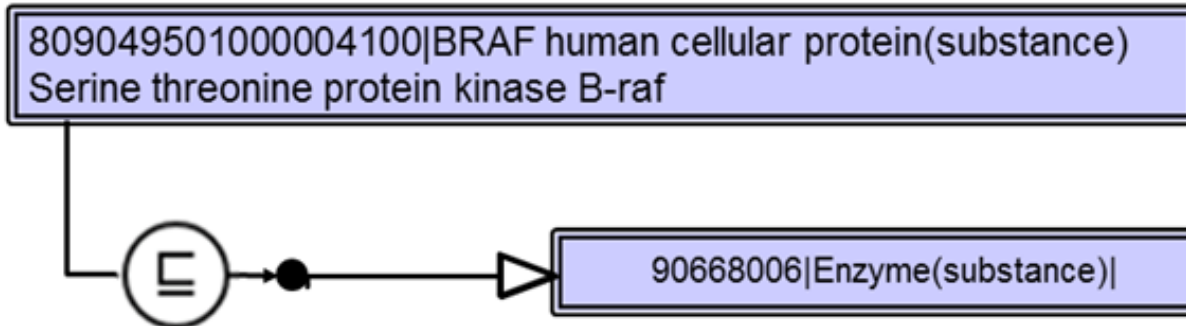 809049501000004100|BRAF human cellular protein(substance)
Serine threonine protein kinase B-raf
⊑
90668006|Enzyme(substance)|